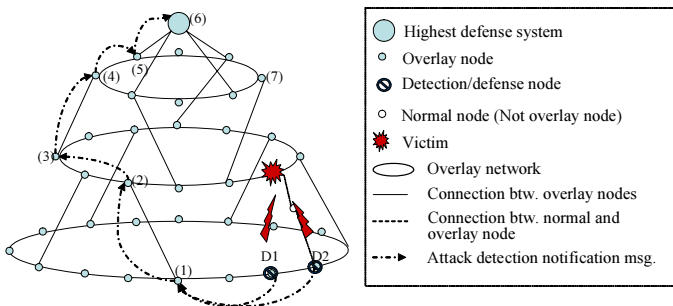 (6)
(5)
(4)
(7)
(3)
(2)
(1)
D1
D2
Highest defense system
Overlay node
Detection/defense node
Normal node (Not overlay node)
Victim
Overlay network
Connection btw. overlay nodes
Connection btw. normal and
overlay node
Attack detection notification msg.